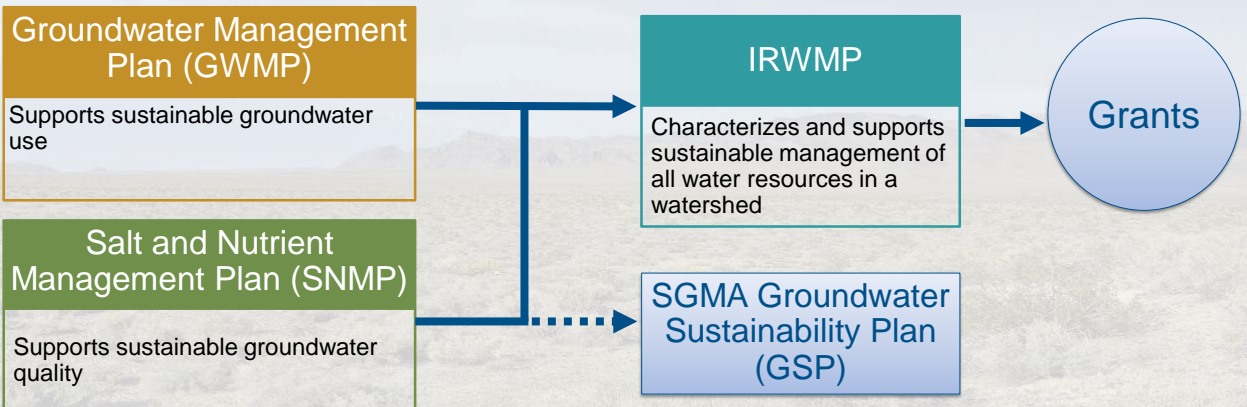 Groundwater Management
Plan (GWMP)
Supports sustainable groundwater
use
Salt and Nutrient
Management Plan (SNMP)
Supports sustainable groundwater
quality
IRWMP
Characterizes and supports
sustainable management of
all water resources in a
watershed
Grants
SGMA Groundwater
Sustainability Plan
(GSP)